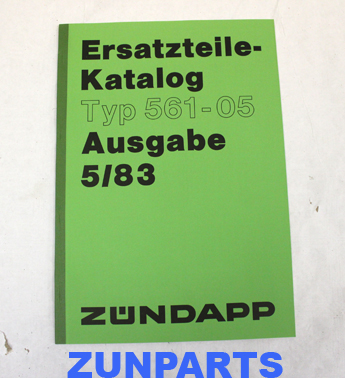 Ersatzteile-
Katalog
Typ 561-05
Ausgabe
5/83
ZÜNDAPP
ZUNPARTS